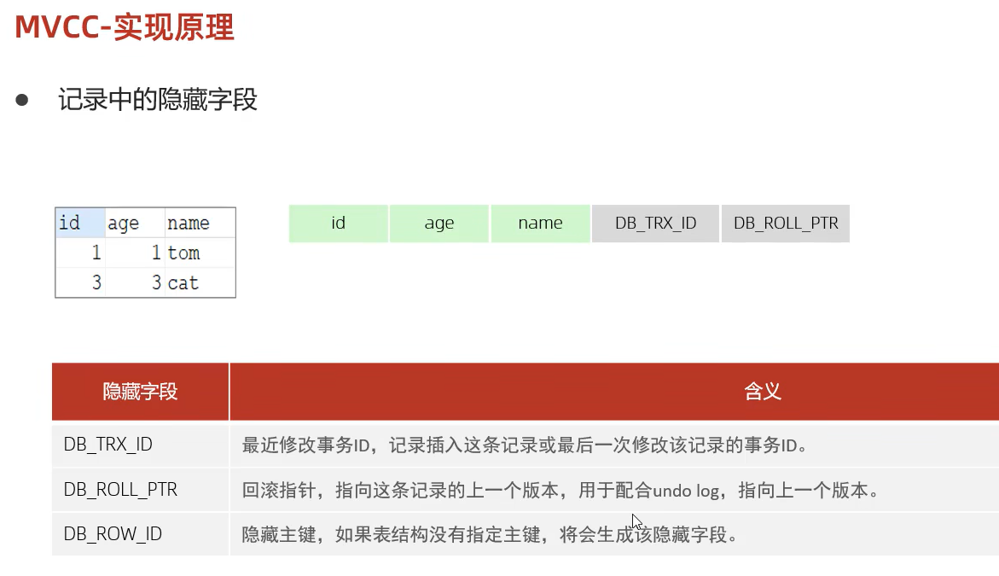 MVCC-实现原理
● 记录中的隐藏字段
id age name
1 1 tom
3 3 cat
id age name DB_TRX_ID DB_ROLL_PTR
隐藏字段 含义
DB_TRX_ID 最近修改事务ID，记录插入这条记录或最后一次修改该记录的事务ID。
DB_ROLL_PTR 回滚指针，指向这条记录的上一个版本，用于配合undo log，指向上一个版本。
DB_ROW_ID 隐藏主键，如果表结构没有指定主键，将会生成该隐藏字段。